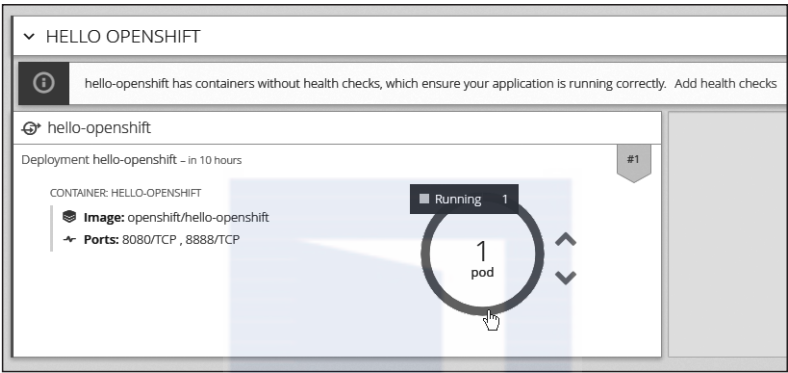 HELLO OPENSHIFT
hello-openshift has containers without health checks, which ensure your application is running correctly. Add health checks
hello-openshift
Deployment hello-openshift – in 10 hours
#1
CONTAINER: HELLO-OPENSHIFT
Image: openshift/hello-openshift
Ports: 8080/TCP , 8888/TCP
Running 1
1
pod